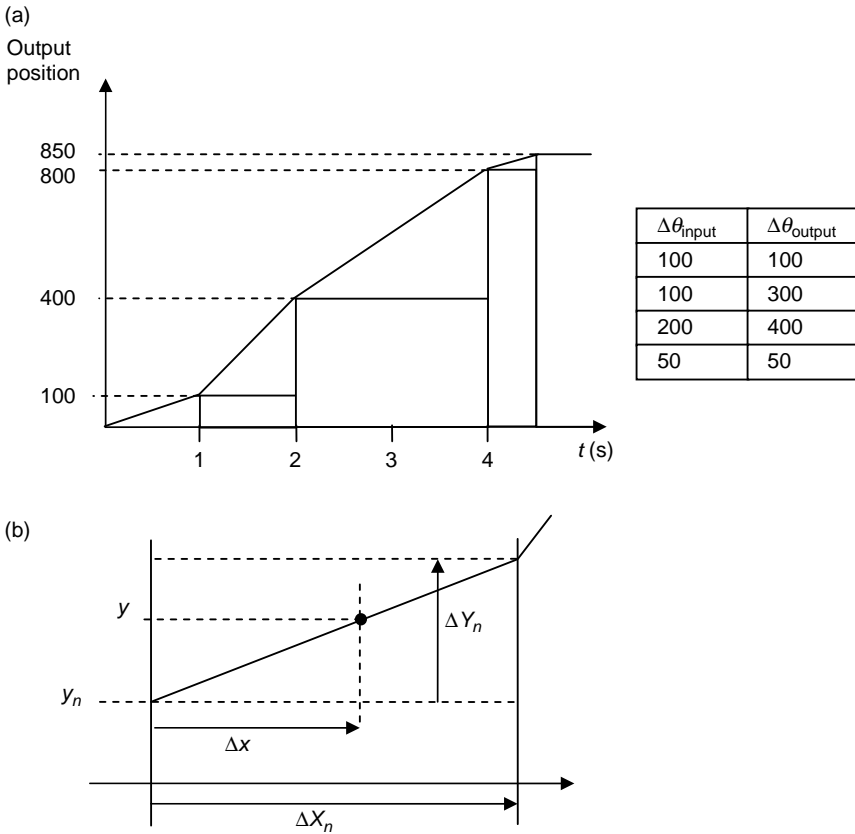 (a)
Output
position
850
800
400
100
1 2 3 4
t (s)
Δθinput Δθoutput
100 100
100 300
200 400
50 50
(b)
y
ΔYn
yn
Δx
ΔXn